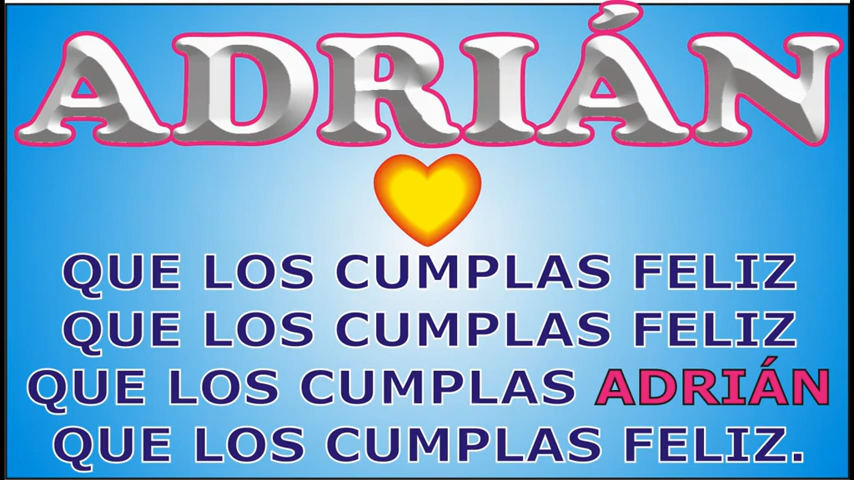 ADRIÁN
QUE LOS CUMPLAS FELIZ
QUE LOS CUMPLAS FELIZ
QUE LOS CUMPLAS ADRIÁN
QUE LOS CUMPLAS FELIZ.